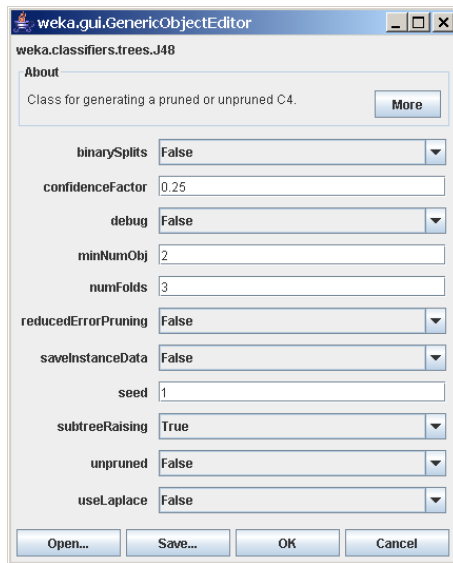 weka.gui.GenericObjectEditor
weka.classifiers.trees.J48
About
Class for generating a pruned or unpruned C4.
More
binarySplits False
confidenceFactor 0.25
debug False
minNumObj 2
numFolds 3
reducedErrorPruning False
saveInstanceData False
seed 1
subtreeRaising True
unpruned False
useLaplace False
Open... Save... OK Cancel